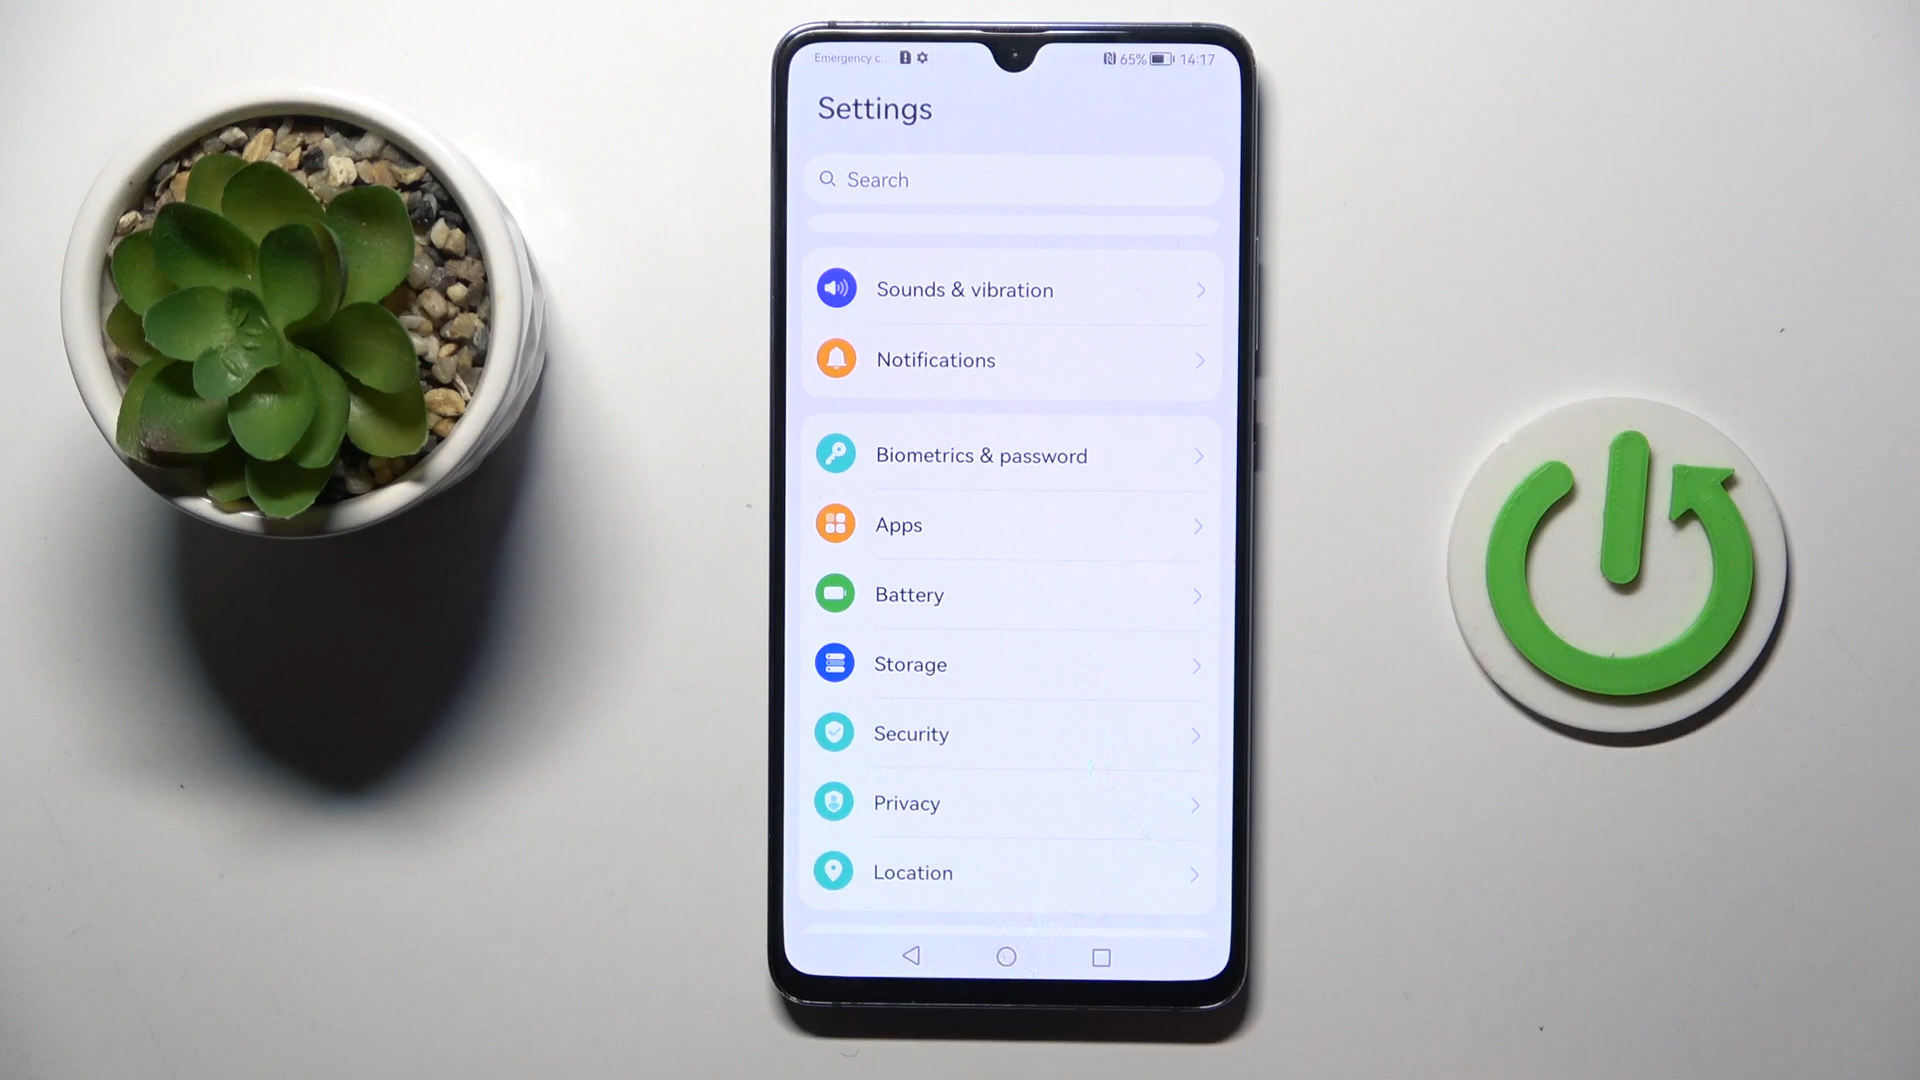 Emergency c... 65% 14:17
Settings
Search
Sounds & vibration
Notifications
Biometrics & password
Apps
Battery
Storage
Security
Privacy
Location